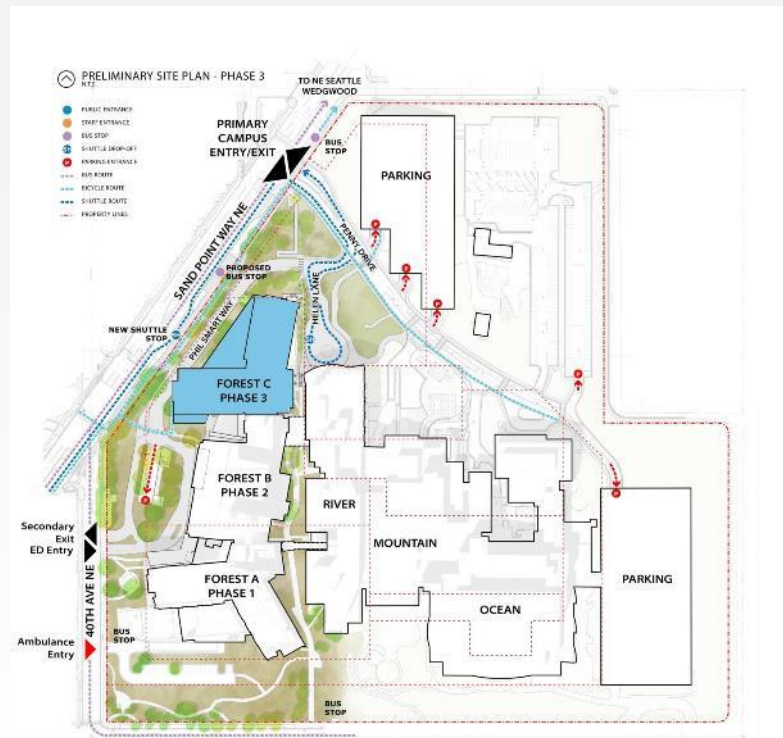 PRELIMINARY SITE PLAN - PHASE 3
N.T.S.
PUBLIC ENTRANCE
STAFF ENTRANCE
BUS STOP
SHUTTLE DROP-OFF
PARKING ENTRANCE
BUS ROUTE
BICYCLE ROUTE
SHUTTLE ROUTE
PROPERTY LINES
TO NE SEATTLE
WEDGWOOD
PRIMARY
CAMPUS
ENTRY/EXIT
BUS
STOP
PARKING
SAND POINT WAY NE
PENNY DRIVE
PROPOSED
BUS STOP
HELEN LANE
P
P
P
NEW SHUTTLE
STOP
PHIL SMART WAY
FOREST C
PHASE 3
P
FOREST B
PHASE 2
P
P
RIVER
MOUNTAIN
Secondary
Exit
ED Entry
FOREST A
PHASE 1
PARKING
OCEAN
40TH AVE NE
BUS
STOP
Ambulance
Entry
BUS
STOP